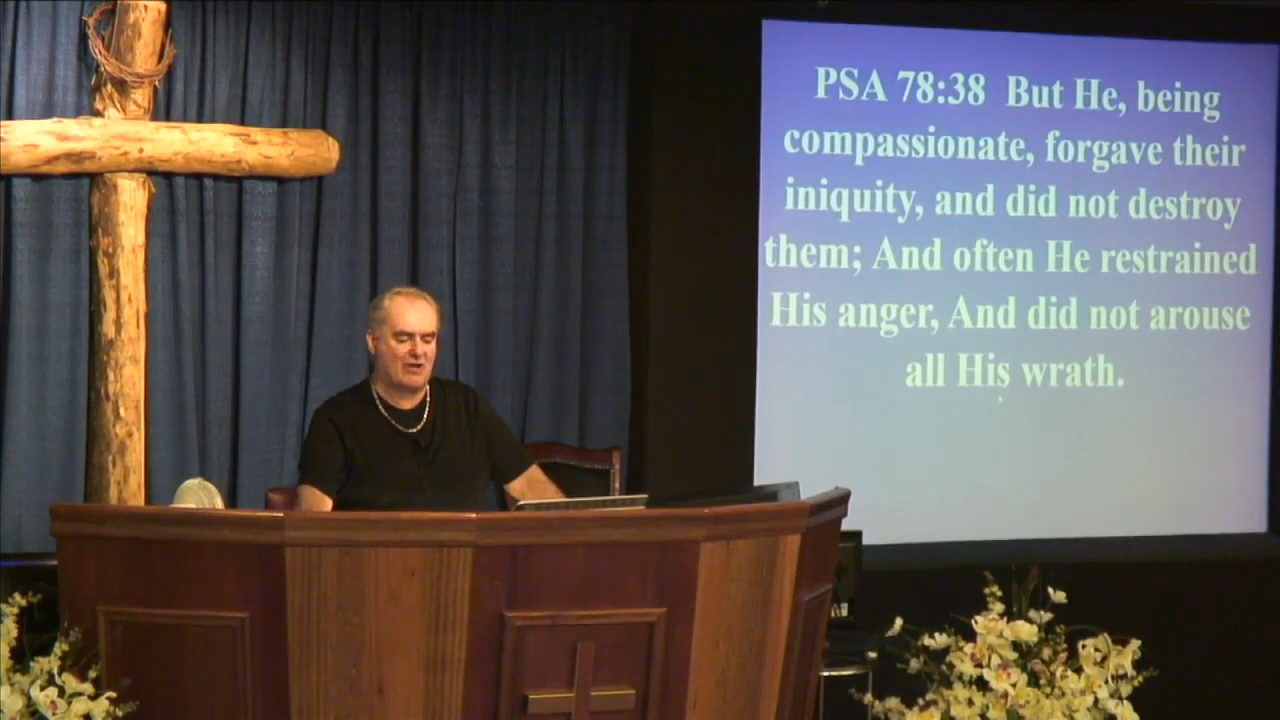 PSA 78:38 But He, being
compassionate, forgave their
iniquity, and did not destroy
them; And often He restrained
His anger, And did not arouse
all His wrath.